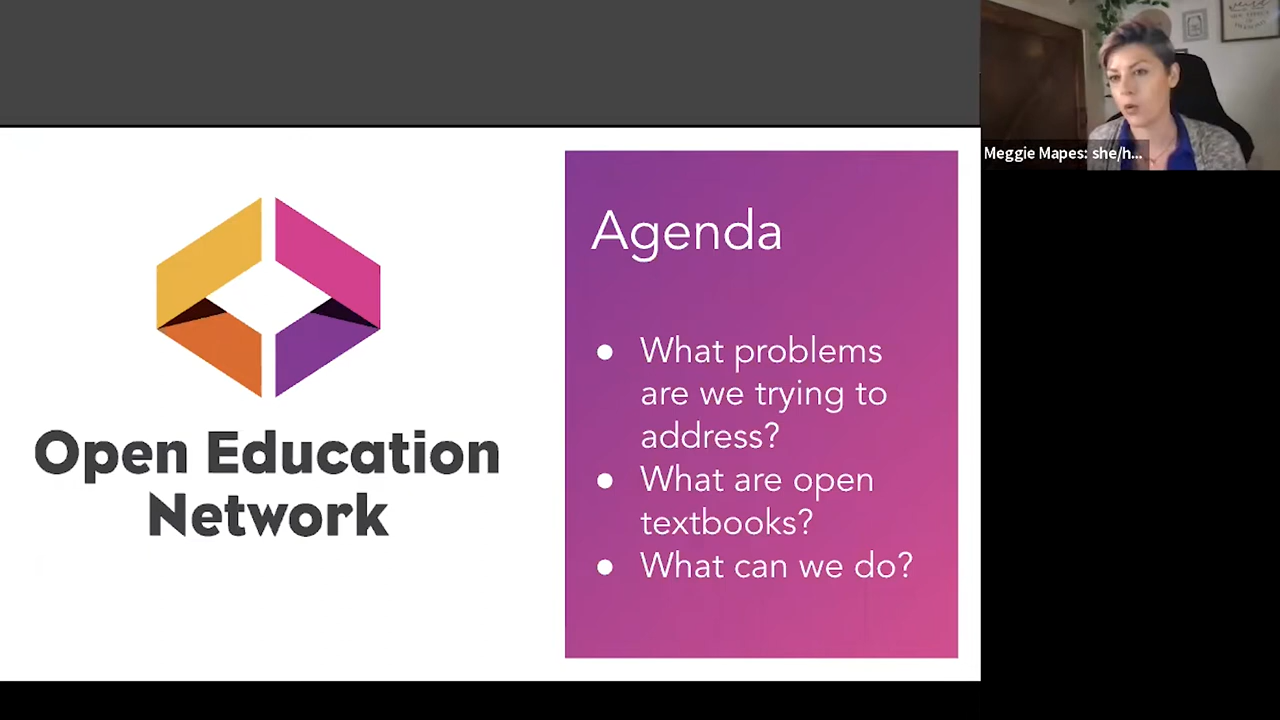 Meggie Mapes: she/h...
Open Education
Network
Agenda
● What problems
are we trying to
address?
● What are open
textbooks?
● What can we do?